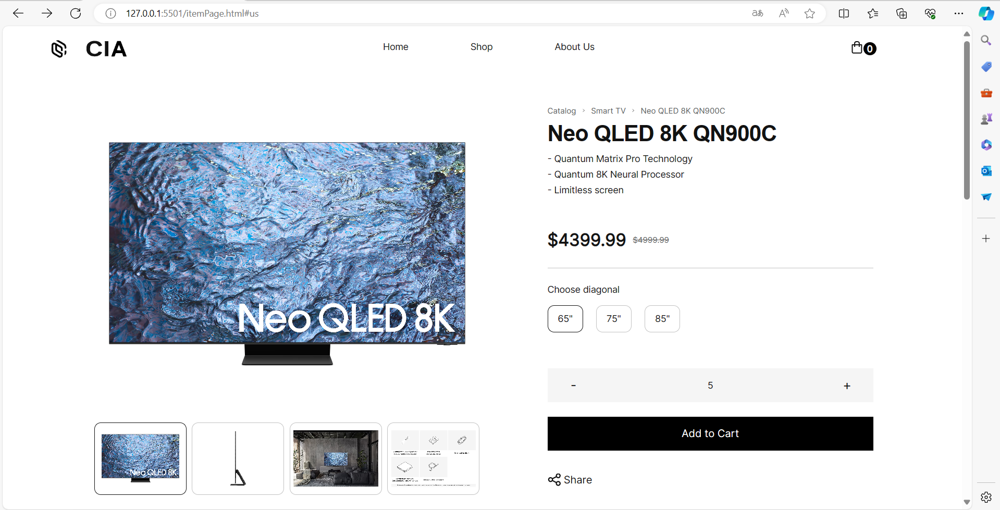 127.0.0.1:5501/itemPage.html#us
CIA
Home
Shop
About Us
0
Catalog > Smart TV > Neo QLED 8K QN900C
Neo QLED 8K QN900C
- Quantum Matrix Pro Technology
- Quantum 8K Neural Processor
- Limitless screen
$4399.99 $4999.99
Choose diagonal
65" 75" 85"
Neo QLED 8K
- 5 +
Add to Cart
Neo QLED 8K
Share